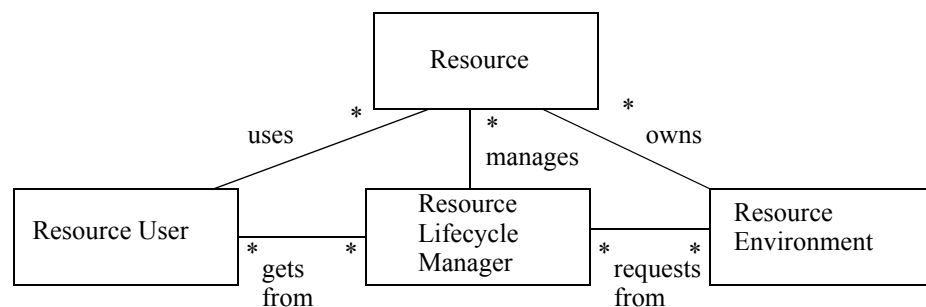 Resource
*
*
*
uses
manages
owns
Resource User
Resource
Lifecycle
Manager
Resource
Environment
*
*
*
*
gets
from
requests
from